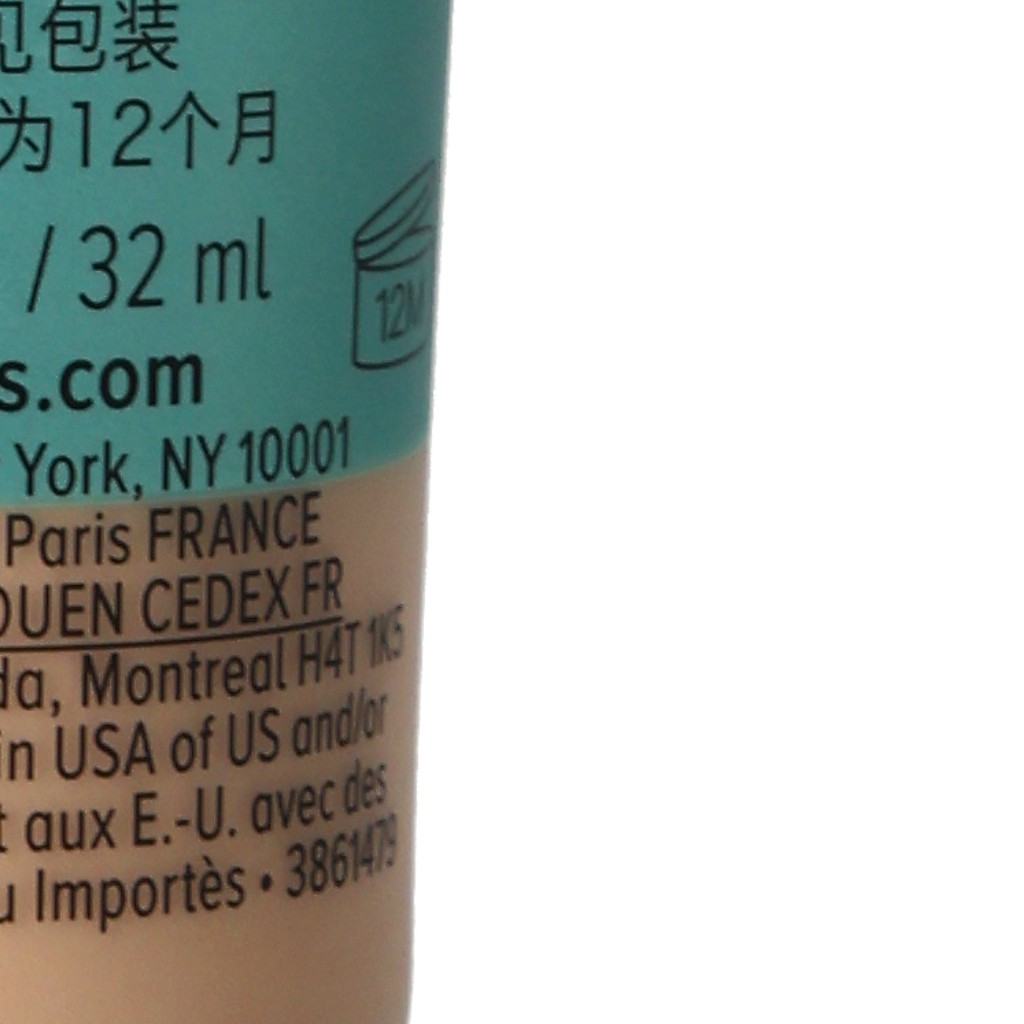 见包装
为12个月
/ 32 ml
12M
s.com
York, NY 10001
Paris FRANCE
OUEN CEDEX FR
da, Montreal H4T 1K5
in USA of US and/or
t aux E.-U. avec des
u Importès • 3861479